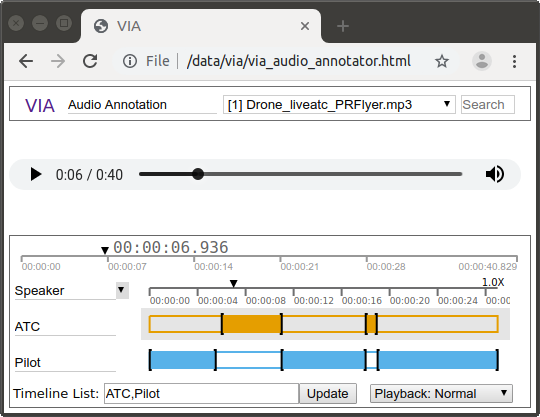 VIA
File /data/via/via_audio_annotator.html
VIA Audio Annotation [1] Drone_liveatc_PRFlyer.mp3 Search
0:06 / 0:40
00:00:06.936
00:00:00 00:00:07 00:00:14 00:00:21 00:00:28 00:00:40.829
1.0X
Speaker
00:00:00 00:00:04 00:00:08 00:00:12 00:00:16 00:00:20 00:00:24 00:00
ATC
Pilot
Timeline List: ATC,Pilot Update Playback: Normal